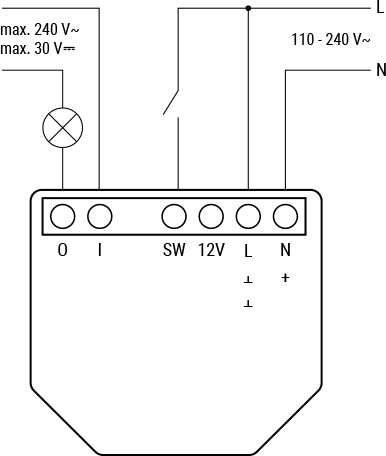 L
max. 240 V~
max. 30 V⎓
110 - 240 V~
N
O I SW 12V L N
⊥ +
⊥